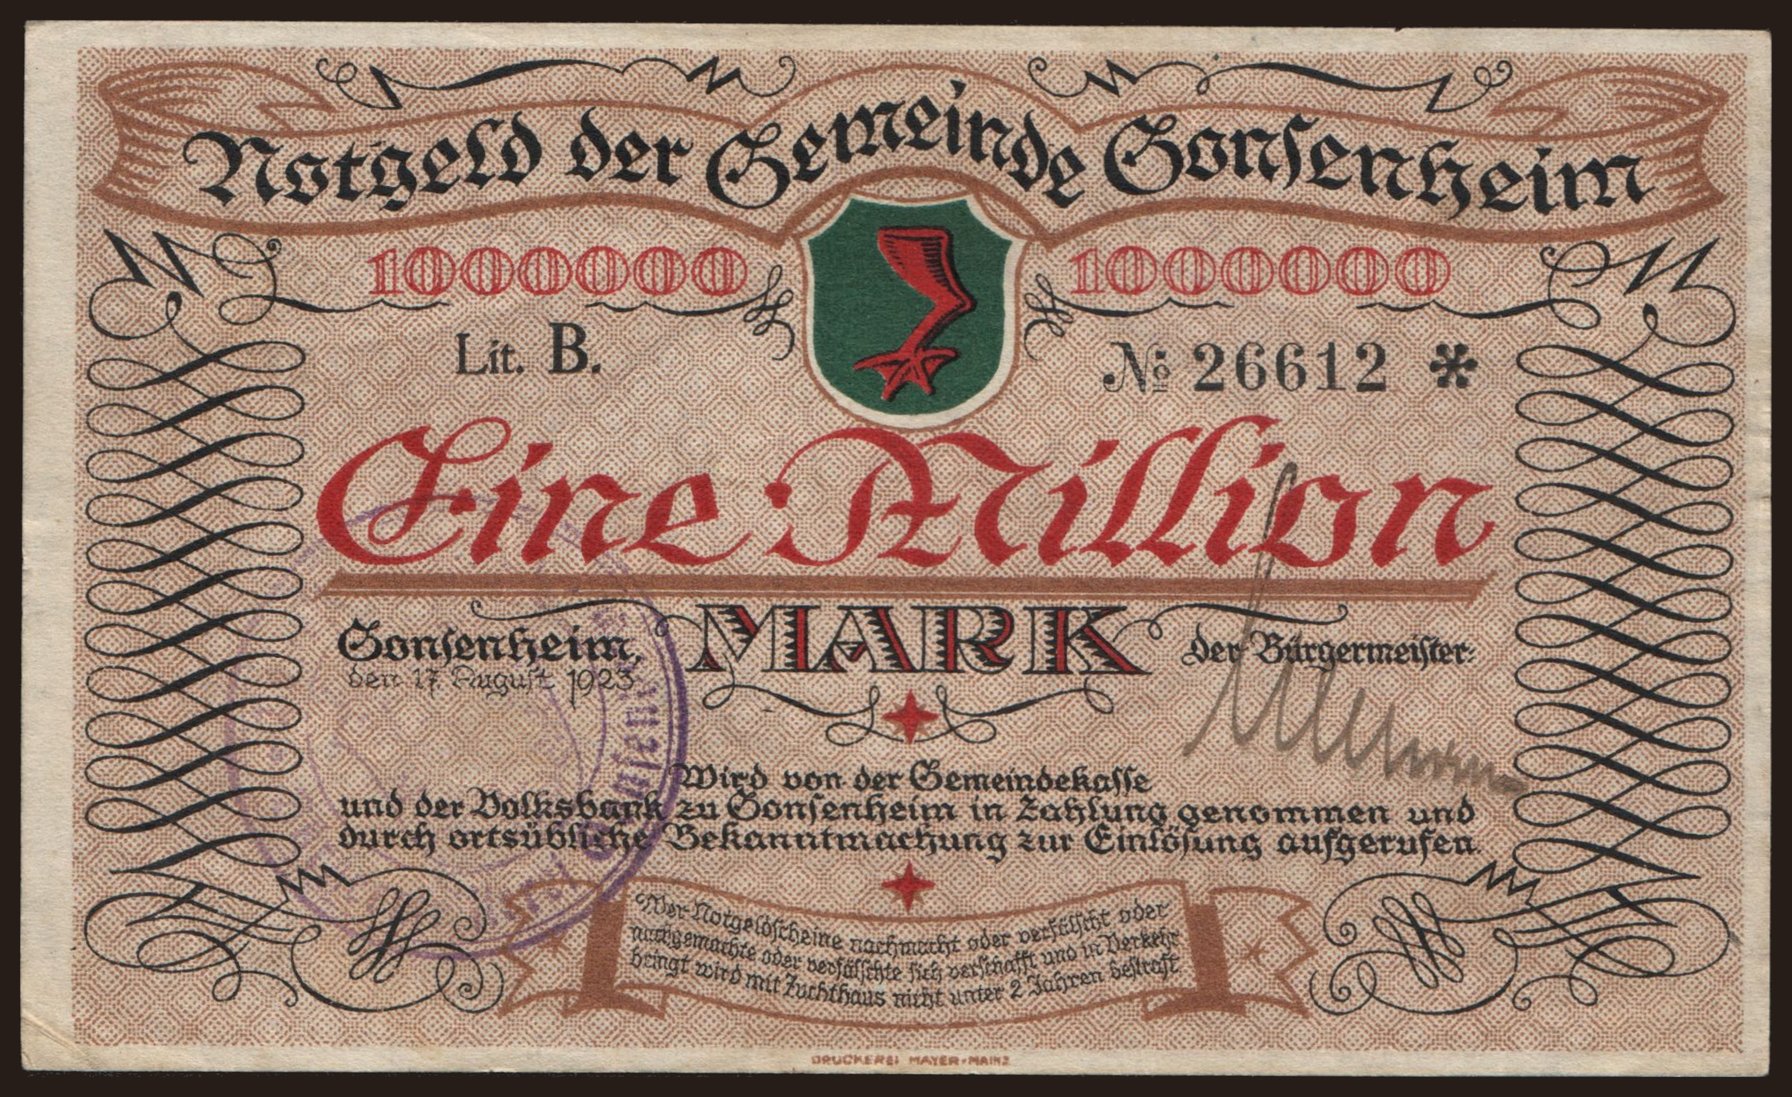 Notgeld der Gemeinde Gonsenheim
1000000 1000000
Lit. B. № 26612 *
Eine Million
MARK
Gonsenheim,
den 17 August 1923
der Bürgermeister:
Wird von der Gemeindekasse
und der Volksbank zu Gonsenheim in Zahlung genommen und
durch ortsübliche Bekanntmachung zur Einlösung aufgerufen.
Wer Notgeldscheine nachmacht oder verfälscht oder
nachgemachte oder verfälschte sich verschafft und in Verkehr
bringt wird mit Zuchthaus nicht unter 2 Jahren bestraft
DRUCKEREI MAYER-MAINZ